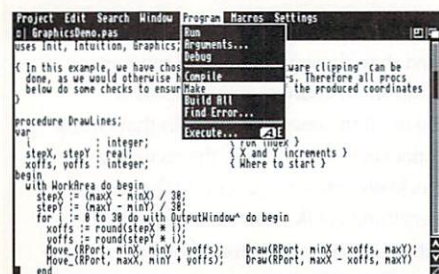 Project Edit Search Window Program Macros Settings
GraphicsDemo.pas
Run
Arguments...
Debug
Compile
Make
Build All
Find Error...
Execute... A E
uses Init, Intuition, Graphics;
{ In this example, we have chos ware clipping" can be
done, as we would otherwise h s. Therefore all procs
below do some checks to ensur the produced coordinates
}
procedure DrawLines;
var
i : integer; { run index }
stepX, stepY : real; { X and Y increments }
xoffs, yoffs : integer; { Where to start }
begin
with WorkArea do begin
stepX := (maxX - minX) / 30;
stepY := (maxY - minY) / 30;
for i := 0 to 30 do with OutputWindow^ do begin
xoffs := round(stepX * i);
yoffs := round(stepY * i);
Move_(RPort, minX, minY + yoffs); Draw(RPort, minX + xoffs, maxY);
Move_(RPort, maxX, minY + yoffs); Draw(RPort, maxX - xoffs, maxY);
end